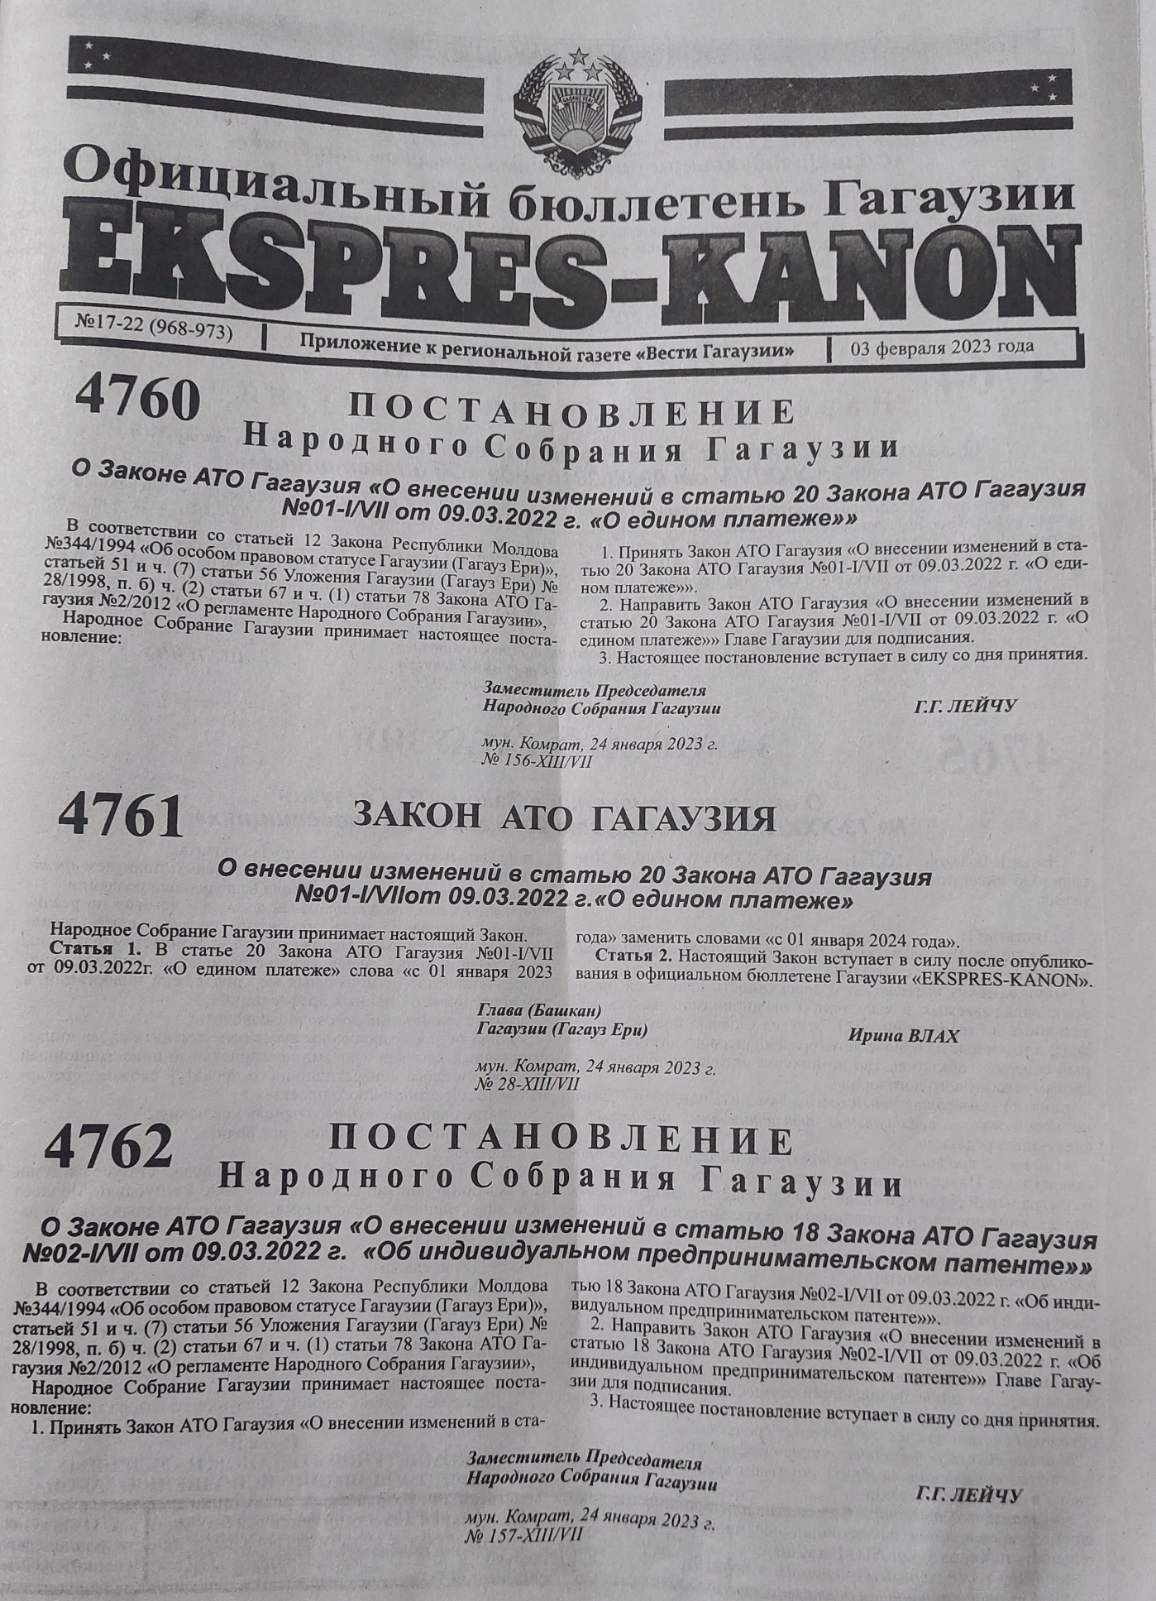 Официальный бюллетень Гагаузии
EKSPRES-KANON
№17-22 (968-973)
Приложение к региональной газете «Вести Гагаузии»
03 февраля 2023 года
4760
ПОСТАНОВЛЕНИЕ
Народного Собрания Гагаузии
О Законе АТО Гагаузия «О внесении изменений в статью 20 Закона АТО Гагаузия
№01-I/VII от 09.03.2022 г. «О едином платеже»»
В соответствии со статьей 12 Закона Республики Молдова
№344/1994 «Об особом правовом статусе Гагаузии (Гагауз Ери)»,
статьей 51 и ч. (7) статьи 56 Уложения Гагаузии (Гагауз Ери) №
28/1998, п. б) ч. (2) статьи 67 и ч. (1) статьи 78 Закона АТО Га-
гаузия №2/2012 «О регламенте Народного Собрания Гагаузии»,
Народное Собрание Гагаузии принимает настоящее поста-
новление:
1. Принять Закон АТО Гагаузия «О внесении изменений в ста-
тью 20 Закона АТО Гагаузия №01-I/VII от 09.03.2022 г. «О еди-
ном платеже»».
2. Направить Закон АТО Гагаузия «О внесении изменений в
статью 20 Закона АТО Гагаузия №01-I/VII от 09.03.2022 г. «О
едином платеже»» Главе Гагаузии для подписания.
3. Настоящее постановление вступает в силу со дня принятия.
Заместитель Председателя
Народного Собрания Гагаузии
Г.Г. ЛЕЙЧУ
мун. Комрат, 24 января 2023 г.
№ 156-XIII/VII
4761
ЗАКОН АТО ГАГАУЗИЯ
О внесении изменений в статью 20 Закона АТО Гагаузия
№01-I/VIIот 09.03.2022 г.«О едином платеже»
Народное Собрание Гагаузии принимает настоящий Закон.
Статья 1. В статье 20 Закона АТО Гагаузия №01-I/VII
от 09.03.2022г. «О едином платеже» слова «с 01 января 2023
года» заменить словами «с 01 января 2024 года».
Статья 2. Настоящий Закон вступает в силу после опублико-
вания в официальном бюллетене Гагаузии «EKSPRES-KANON».
Глава (Башкан)
Гагаузии (Гагауз Ери)
Ирина ВЛАХ
мун. Комрат, 24 января 2023 г.
№ 28-XIII/VII
4762
ПОСТАНОВЛЕНИЕ
Народного Собрания Гагаузии
О Законе АТО Гагаузия «О внесении изменений в статью 18 Закона АТО Гагаузия
№02-I/VII от 09.03.2022 г. «Об индивидуальном предпринимательском патенте»»
В соответствии со статьей 12 Закона Республики Молдова
№344/1994 «Об особом правовом статусе Гагаузии (Гагауз Ери)»,
статьей 51 и ч. (7) статьи 56 Уложения Гагаузии (Гагауз Ери) №
28/1998, п. б) ч. (2) статьи 67 и ч. (1) статьи 78 Закона АТО Га-
гаузия №2/2012 «О регламенте Народного Собрания Гагаузии»,
Народное Собрание Гагаузии принимает настоящее поста-
новление:
1. Принять Закон АТО Гагаузия «О внесении изменений в ста-
тью 18 Закона АТО Гагаузия №02-I/VII от 09.03.2022 г. «Об инди-
видуальном предпринимательском патенте»».
2. Направить Закон АТО Гагаузия «О внесении изменений в
статью 18 Закона АТО Гагаузия №02-I/VII от 09.03.2022 г. «Об
индивидуальном предпринимательском патенте»» Главе Гагау-
зии для подписания.
3. Настоящее постановление вступает в силу со дня принятия.
Заместитель Председателя
Народного Собрания Гагаузии
Г.Г. ЛЕЙЧУ
мун. Комрат, 24 января 2023 г.
№ 157-XIII/VII